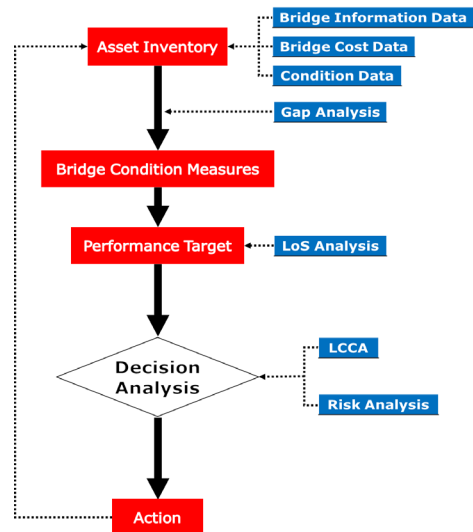 Bridge Information Data
Asset Inventory
Bridge Cost Data
Condition Data
Gap Analysis
Bridge Condition Measures
Performance Target
LoS Analysis
LCCA
Decision
Analysis
Risk Analysis
Action